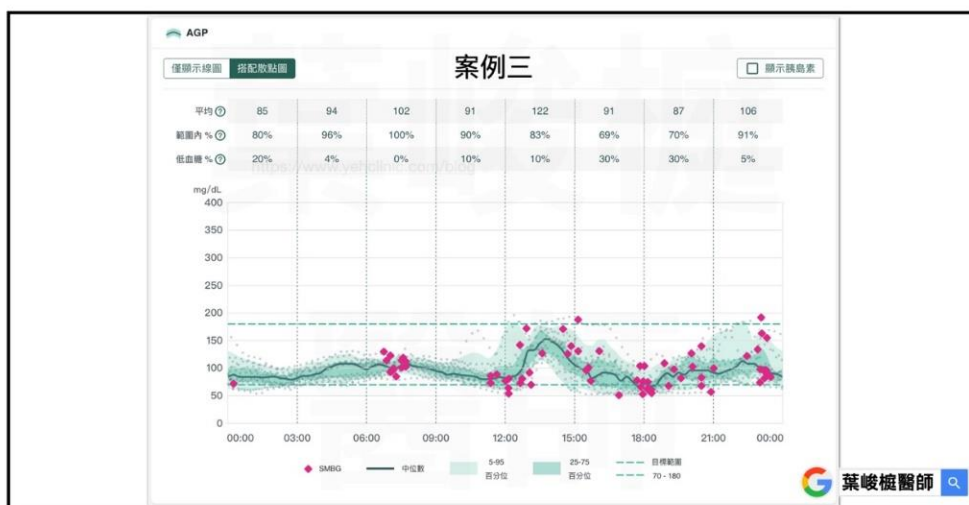 AGP
僅顯示線圖 搭配散點圖
案例三
顯示胰島素
平均 85 94 102 91 122 91 87 106
範圍內 % 80% 96% 100% 90% 83% 69% 70% 91%
低血糖 % 20% 4% 0% 10% 10% 30% 30% 5%
https://www.yehclinic.com/blog
mg/dL
400
350
300
250
200
150
100
50
0
00:00 03:00 06:00 09:00 12:00 15:00 18:00 21:00 00:00
SMBG 中位數 5-95 百分位 25-75 百分位 目標範圍 70 - 180
葉峻榳醫師